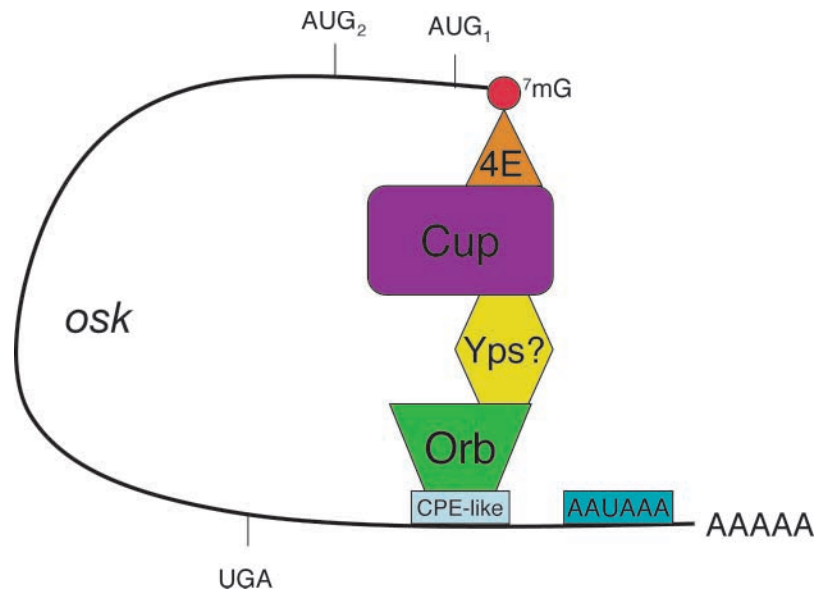 AUG₂
AUG₁
⁷mG
4E
Cup
osk
Yps?
Orb
CPE-like
AAUAAA
AAAAA
UGA